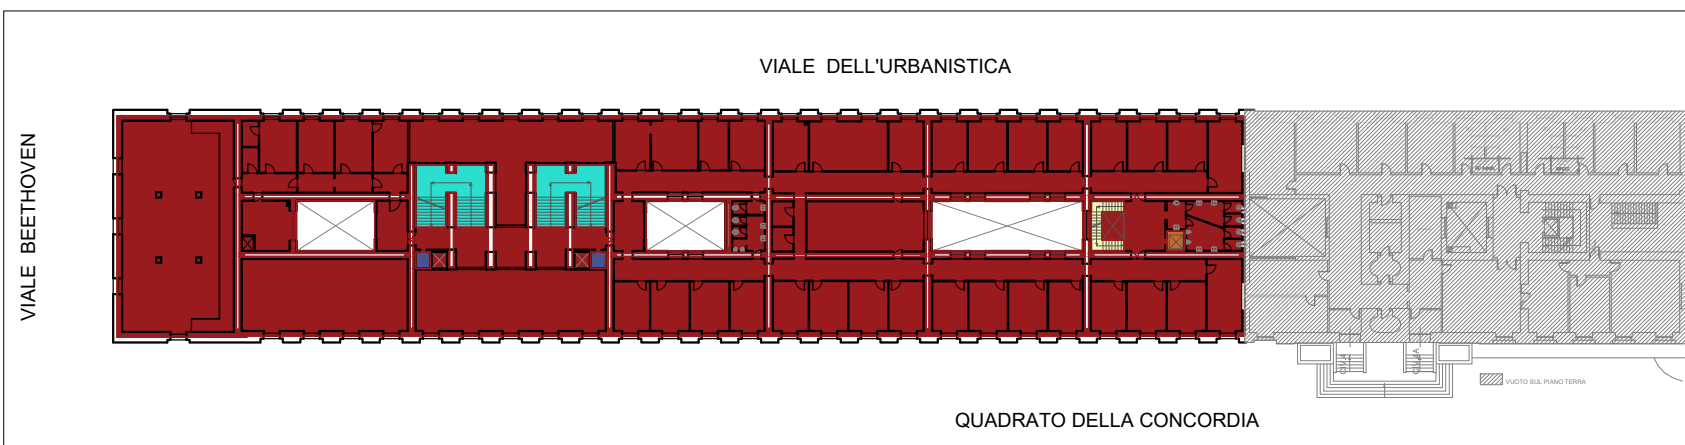 VIALE DELL'URBANISTICA
VIALE BEETHOVEN
VUOTO SUL PIANO TERRA
QUADRATO DELLA CONCORDIA